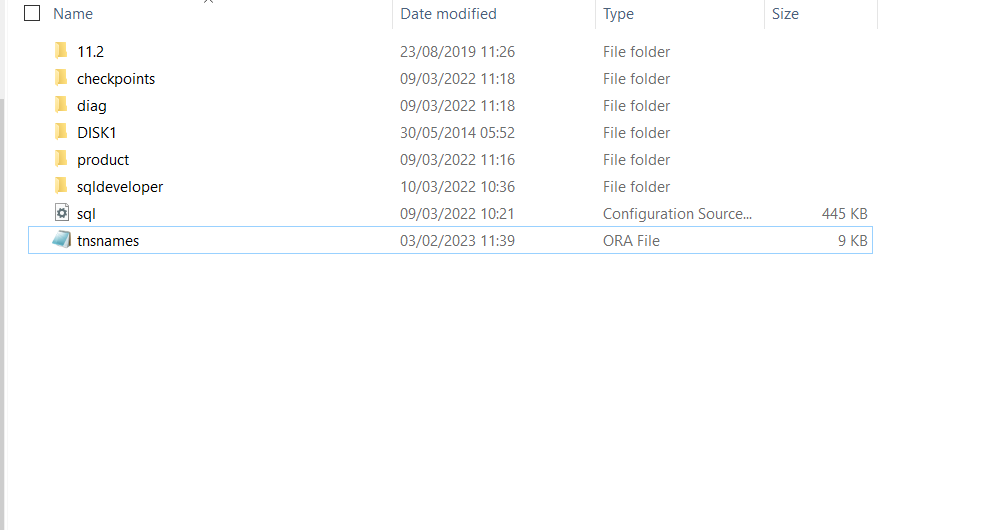 Name Date modified Type Size
11.2 23/08/2019 11:26 File folder
checkpoints 09/03/2022 11:18 File folder
diag 09/03/2022 11:18 File folder
DISK1 30/05/2014 05:52 File folder
product 09/03/2022 11:16 File folder
sqldeveloper 10/03/2022 10:36 File folder
sql 09/03/2022 10:21 Configuration Source... 445 KB
tnsnames 03/02/2023 11:39 ORA File 9 KB